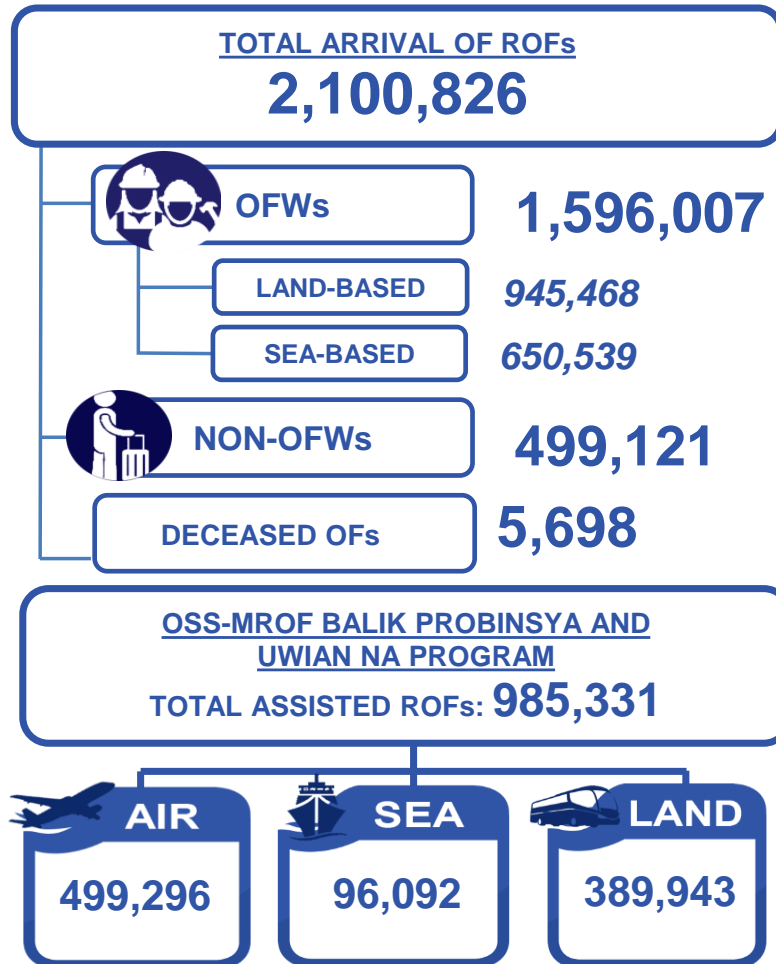 TOTAL ARRIVAL OF ROFs
2,100,826
OFWs 1,596,007
LAND-BASED 945,468
SEA-BASED 650,539
NON-OFWs 499,121
DECEASED OFs 5,698
OSS-MROF BALIK PROBINSYA AND
UWIAN NA PROGRAM
TOTAL ASSISTED ROFs: 985,331
AIR
499,296
SEA
96,092
LAND
389,943